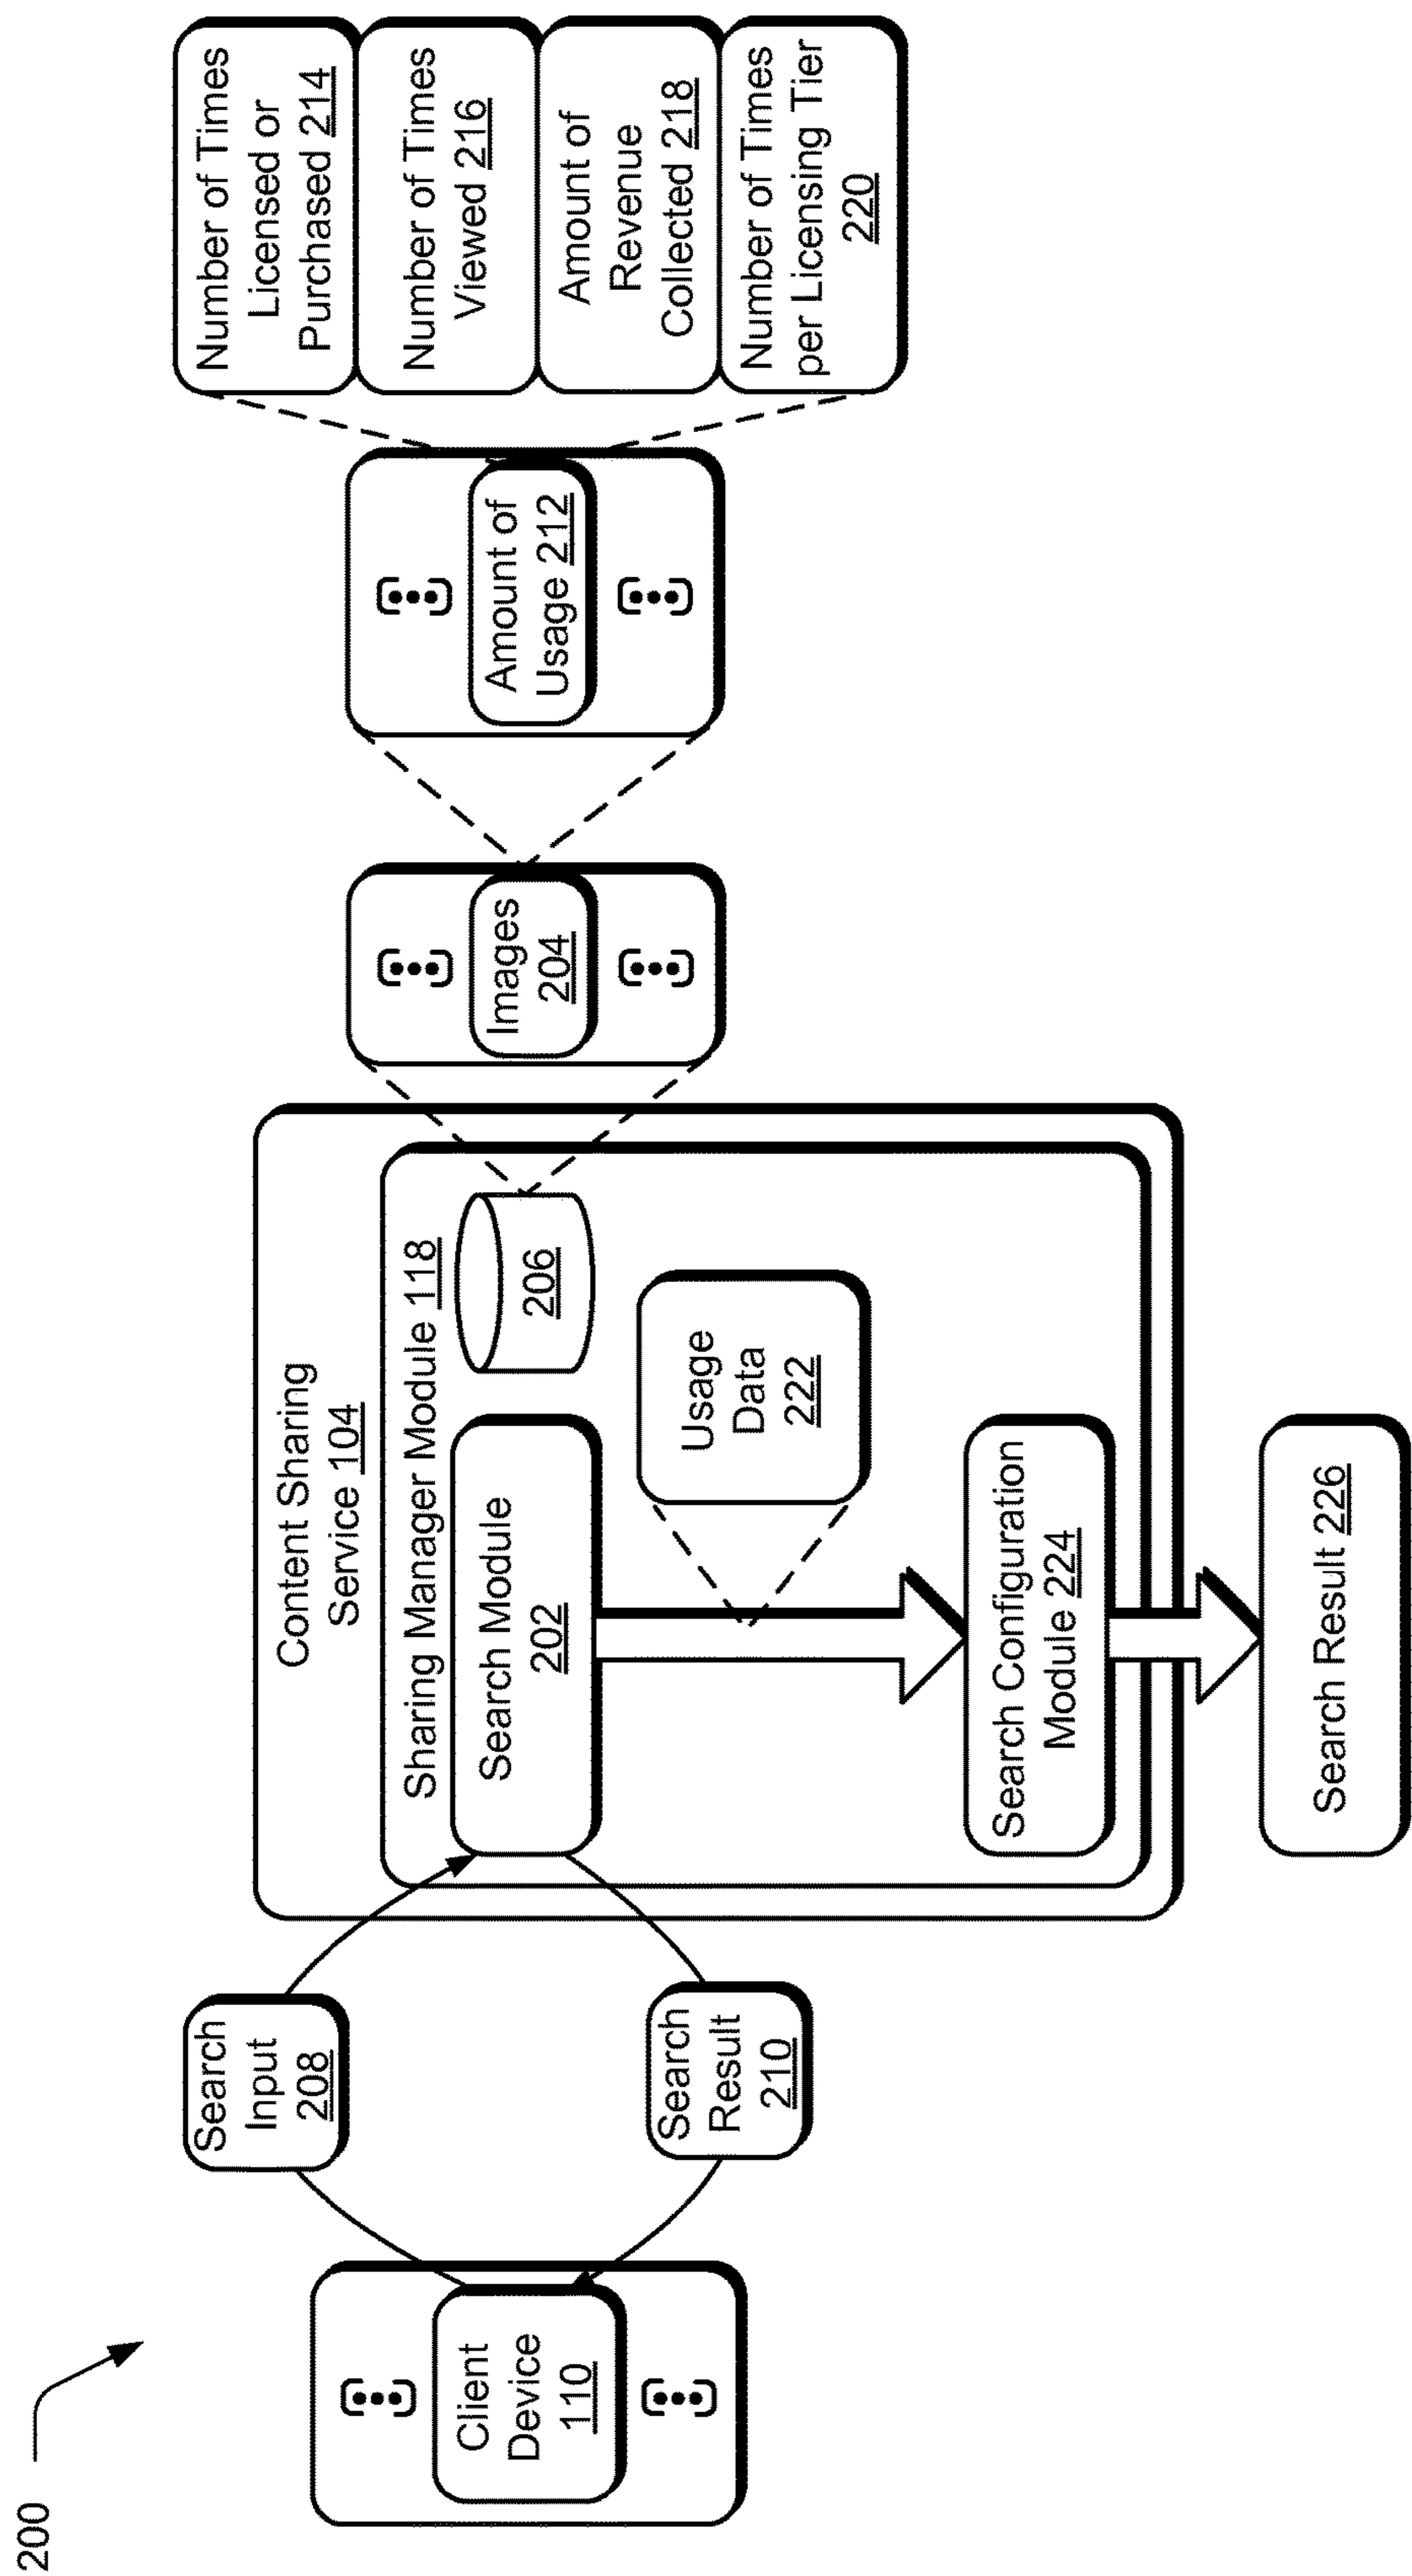 200
Client
Device
110
Search
Input
208
Search
Result
210
Content Sharing
Service 104
Sharing Manager Module 118
Search Module
202
206
Usage
Data
222
Search Configuration
Module 224
Search Result 226
Images
204
Amount of
Usage 212
Number of Times
Licensed or
Purchased 214
Number of Times
Viewed 216
Amount of
Revenue
Collected 218
Number of Times
per Licensing Tier
220